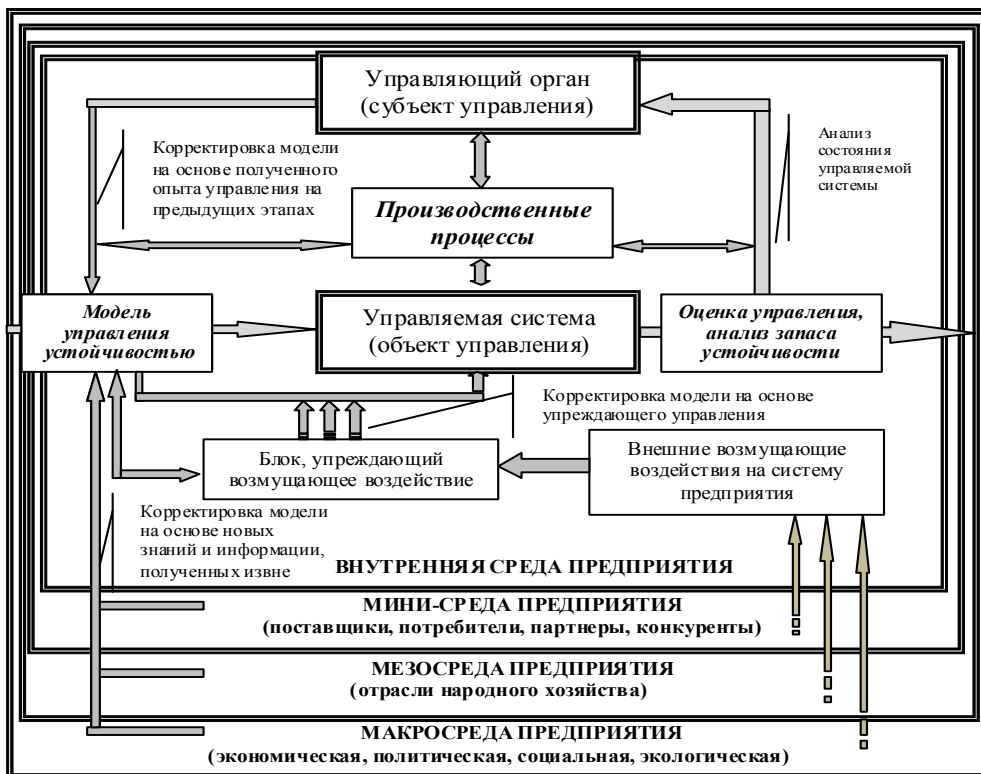 Управляющий орган
(субъект управления)
Корректировка модели
на основе полученного
опыта управления на
предыдущих этапах
Анализ
состояния
управляемой
системы
Производственные
процессы
Модель
управления
устойчивостью
Управляемая система
(объект управления)
Оценка управления,
анализ запаса
устойчивости
Корректировка модели на основе
упреждающего управления
Блок, упреждающий
возмущающее воздействие
Внешние возмущающие
воздействия на систему
предприятия
Корректировка модели
на основе новых
знаний и информации,
полученных извне
ВНУТРЕННЯЯ СРЕДА ПРЕДПРИЯТИЯ
МИНИ-СРЕДА ПРЕДПРИЯТИЯ
(поставщики, потребители, партнеры, конкуренты)
МЕЗОСРЕДА ПРЕДПРИЯТИЯ
(отрасли народного хозяйства)
МАКРОСРЕДА ПРЕДПРИЯТИЯ
(экономическая, политическая, социальная, экологическая)